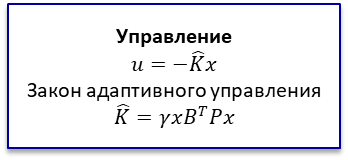 Управление
u = −K̂x
Закон адаптивного управления
K̂ = γxBᵀPx